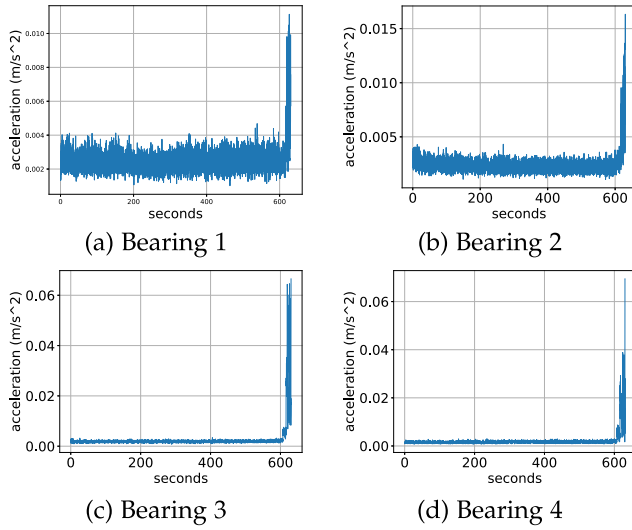 0.010
0.008
0.006
0.004
0.002
acceleration (m/s^2)
0
200
400
600
seconds
(a) Bearing 1
0.015
0.010
0.005
acceleration (m/s^2)
0
200
400
600
seconds
(b) Bearing 2
0.06
0.04
0.02
0.00
acceleration (m/s^2)
0
200
400
600
seconds
(c) Bearing 3
0.06
0.04
0.02
0.00
acceleration (m/s^2)
0
200
400
600
seconds
(d) Bearing 4